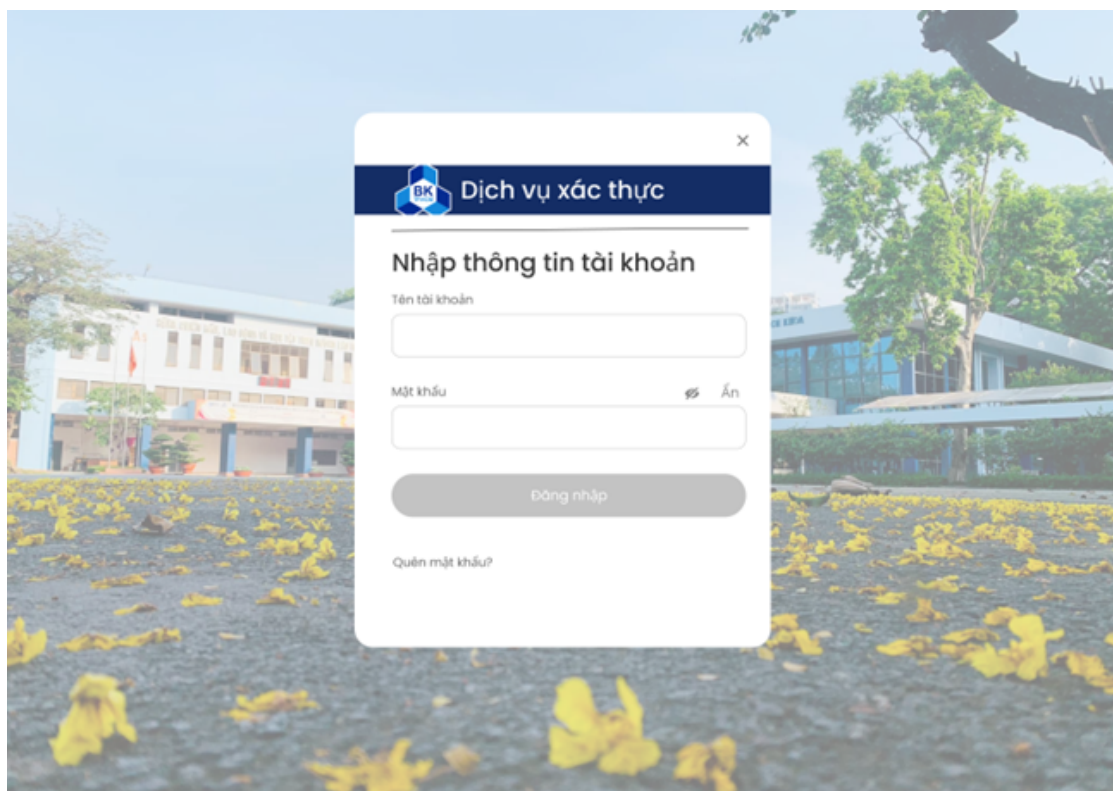 Dịch vụ xác thực
BK
Nhập thông tin tài khoản
Tên tài khoản
Mật khẩu
Ẩn
Đăng nhập
Quên mật khẩu?